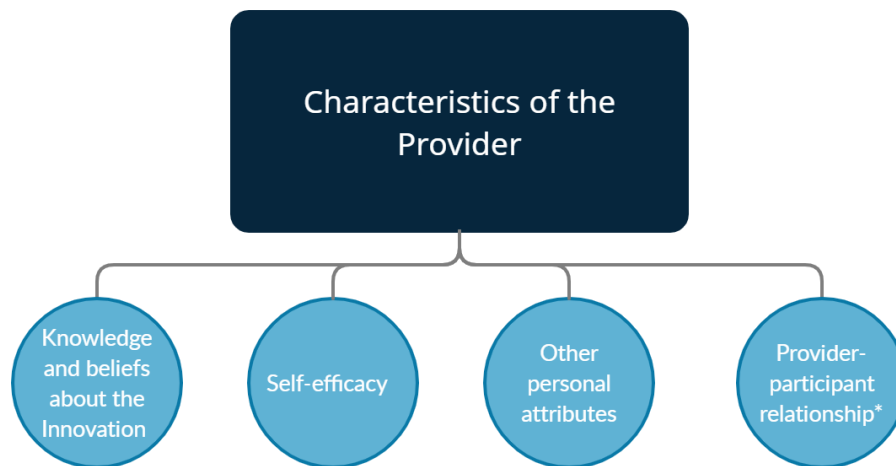 Characteristics of the
Provider
Knowledge
and beliefs
about the
Innovation
Self-efficacy
Other
personal
attributes
Provider-
participant
relationship*